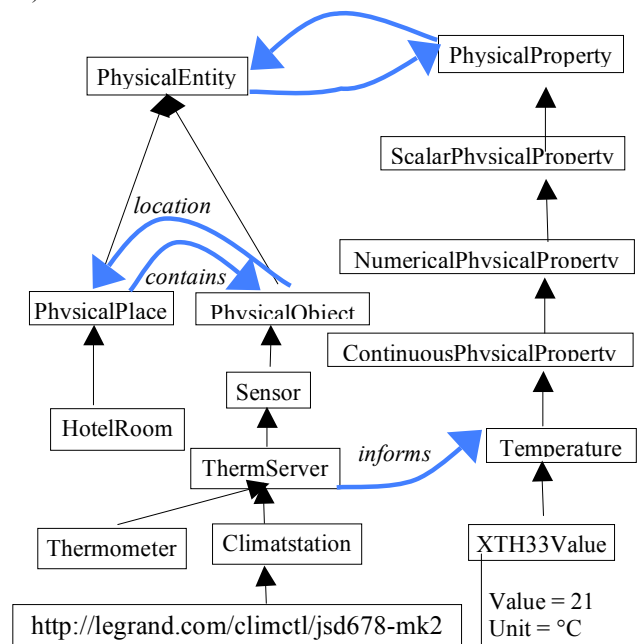 PhysicalProperty
PhysicalEntity
ScalarPhysicalProperty
location
NumericalPhysicalProperty
contains
PhysicalPlace
PhysicalObject
ContinuousPhysicalProperty
Sensor
HotelRoom
informs
Temperature
ThermServer
Thermometer
Climatstation
XTH33Value
Value = 21
http://legrand.com/climctl/jsd678-mk2
Unit = °C